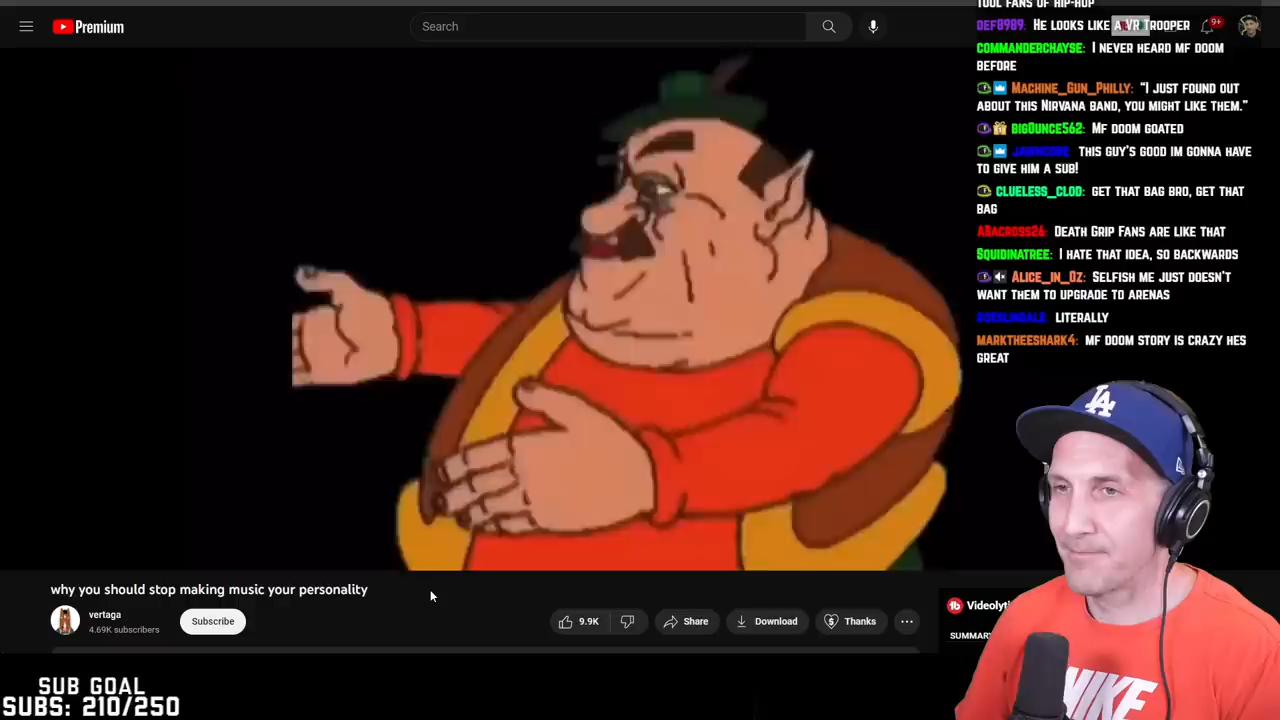 Premium
Search
9+
TOOL FANS OF HIP-HOP
DEF8989: HE LOOKS LIKE A VR TROOPER
COMMANDERCHAYSE: I NEVER HEARD MF DOOM
BEFORE
MACHINE_GUN_PHILLY: "I JUST FOUND OUT
ABOUT THIS NIRVANA BAND, YOU MIGHT LIKE THEM."
BIGOUNCE562: MF DOOM GOATED
THIS GUY'S GOOD IM GONNA HAVE
TO GIVE HIM A SUB!
CLUELESS_CLOD: GET THAT BAG BRO, GET THAT
BAG
DEATH GRIP FANS ARE LIKE THAT
SQUIDINATREE: I HATE THAT IDEA, SO BACKWARDS
ALICE_IN_OZ: SELFISH ME JUST DOESN'T
WANT THEM TO UPGRADE TO ARENAS
LITERALLY
MARKTHESHARK4: MF DOOM STORY IS CRAZY HES
GREAT
LA
why you should stop making music your personality
vertaga
4.69K subscribers
Subscribe
9.9K
Share
Download
Thanks
SUB GOAL
SUBS: 210/250
NIKE